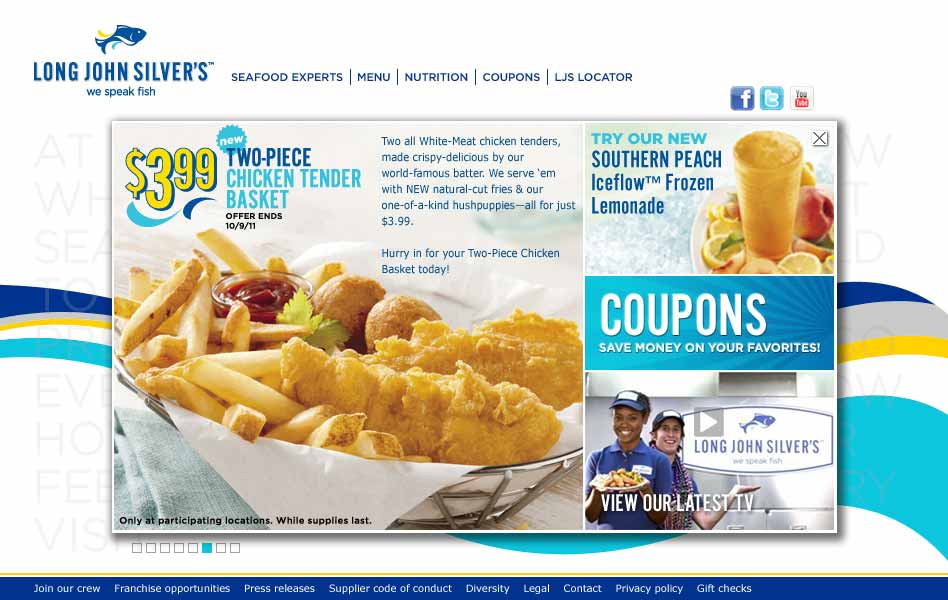 LONG JOHN SILVER'S™
we speak fish
SEAFOOD EXPERTS
MENU
NUTRITION
COUPONS
LJS LOCATOR
f
t
You
Tube
$3.99
new
TWO-PIECE
CHICKEN TENDER
BASKET
OFFER ENDS
10/9/11
Two all White-Meat chicken tenders,
made crispy-delicious by our
world-famous batter. We serve 'em
with NEW natural-cut fries & our
one-of-a-kind hushpuppies—all for just
$3.99.
Hurry in for your Two-Piece Chicken
Basket today!
Only at participating locations. While supplies last.
TRY OUR NEW
SOUTHERN PEACH
Iceflow™ Frozen
Lemonade
COUPONS
SAVE MONEY ON YOUR FAVORITES!
LONG JOHN SILVER'S
we speak fish
VIEW OUR LATEST TV
Join our crew
Franchise opportunities
Press releases
Supplier code of conduct
Diversity
Legal
Contact
Privacy policy
Gift checks